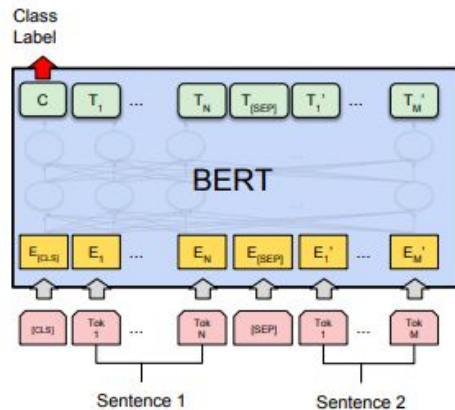 Class
Label
C T1 ... TN T[SEP] T1' ... TM'
BERT
E[CLS] E1 ... EN E[SEP] E1' ... EM'
[CLS] Tok 1 ... Tok N [SEP] Tok 1 ... Tok M
Sentence 1 Sentence 2